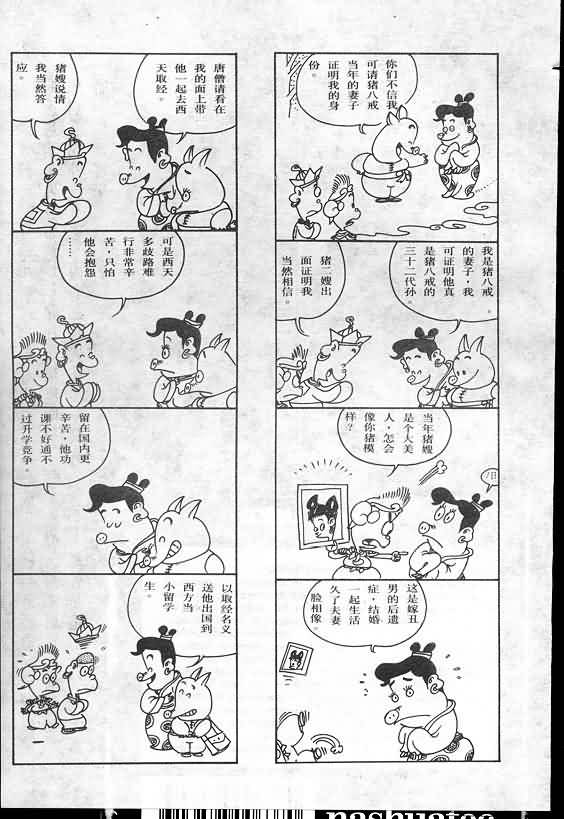 你们不信我
可请猪八戒
当年的妻子
证明我的身
份。
我是猪八戒
的妻子，我
可证明他真
是猪八戒的
三十二代孙。
猪二嫂出
面证明我
当然相信。
当年猪嫂
是个大美
人，怎会
像你猪模
样？
这是嫁丑
男的后遗
症，结婚
一起生活
久了夫妻
脸相像。
唐僧请看在
我的面上带
他一起去西
天取经。
猪嫂说情
我当然答
应。
可是西天
多歧路难
行非常辛
苦，只怕
他会抱怨
……
留在国内更
辛苦，他功
课不好通不
过升学竞争。
以取经名义
送他出国到
西方当
小留学
生。
nashuatec